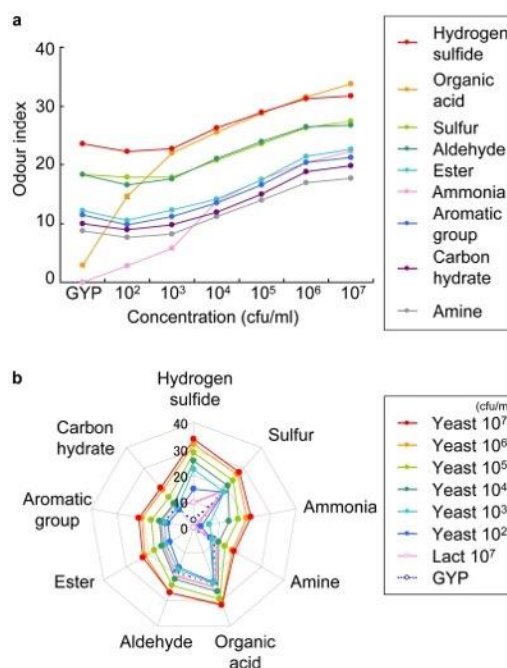 a
40
30
20
10
0
Odour index
GYP 10² 10³ 10⁴ 10⁵ 10⁶ 10⁷
Concentration (cfu/ml)
Hydrogen
sulfide
Organic
acid
Sulfur
Aldehyde
Ester
Ammonia
Aromatic
group
Carbon
hydrate
Amine
b
Hydrogen
sulfide
Sulfur
Ammonia
Amine
Organic
acid
Aldehyde
Ester
Aromatic
group
Carbon
hydrate
40
30
20
10
0
(cfu/m
Yeast 10⁷
Yeast 10⁶
Yeast 10⁵
Yeast 10⁴
Yeast 10³
Yeast 10²
Lact 10⁷
GYP